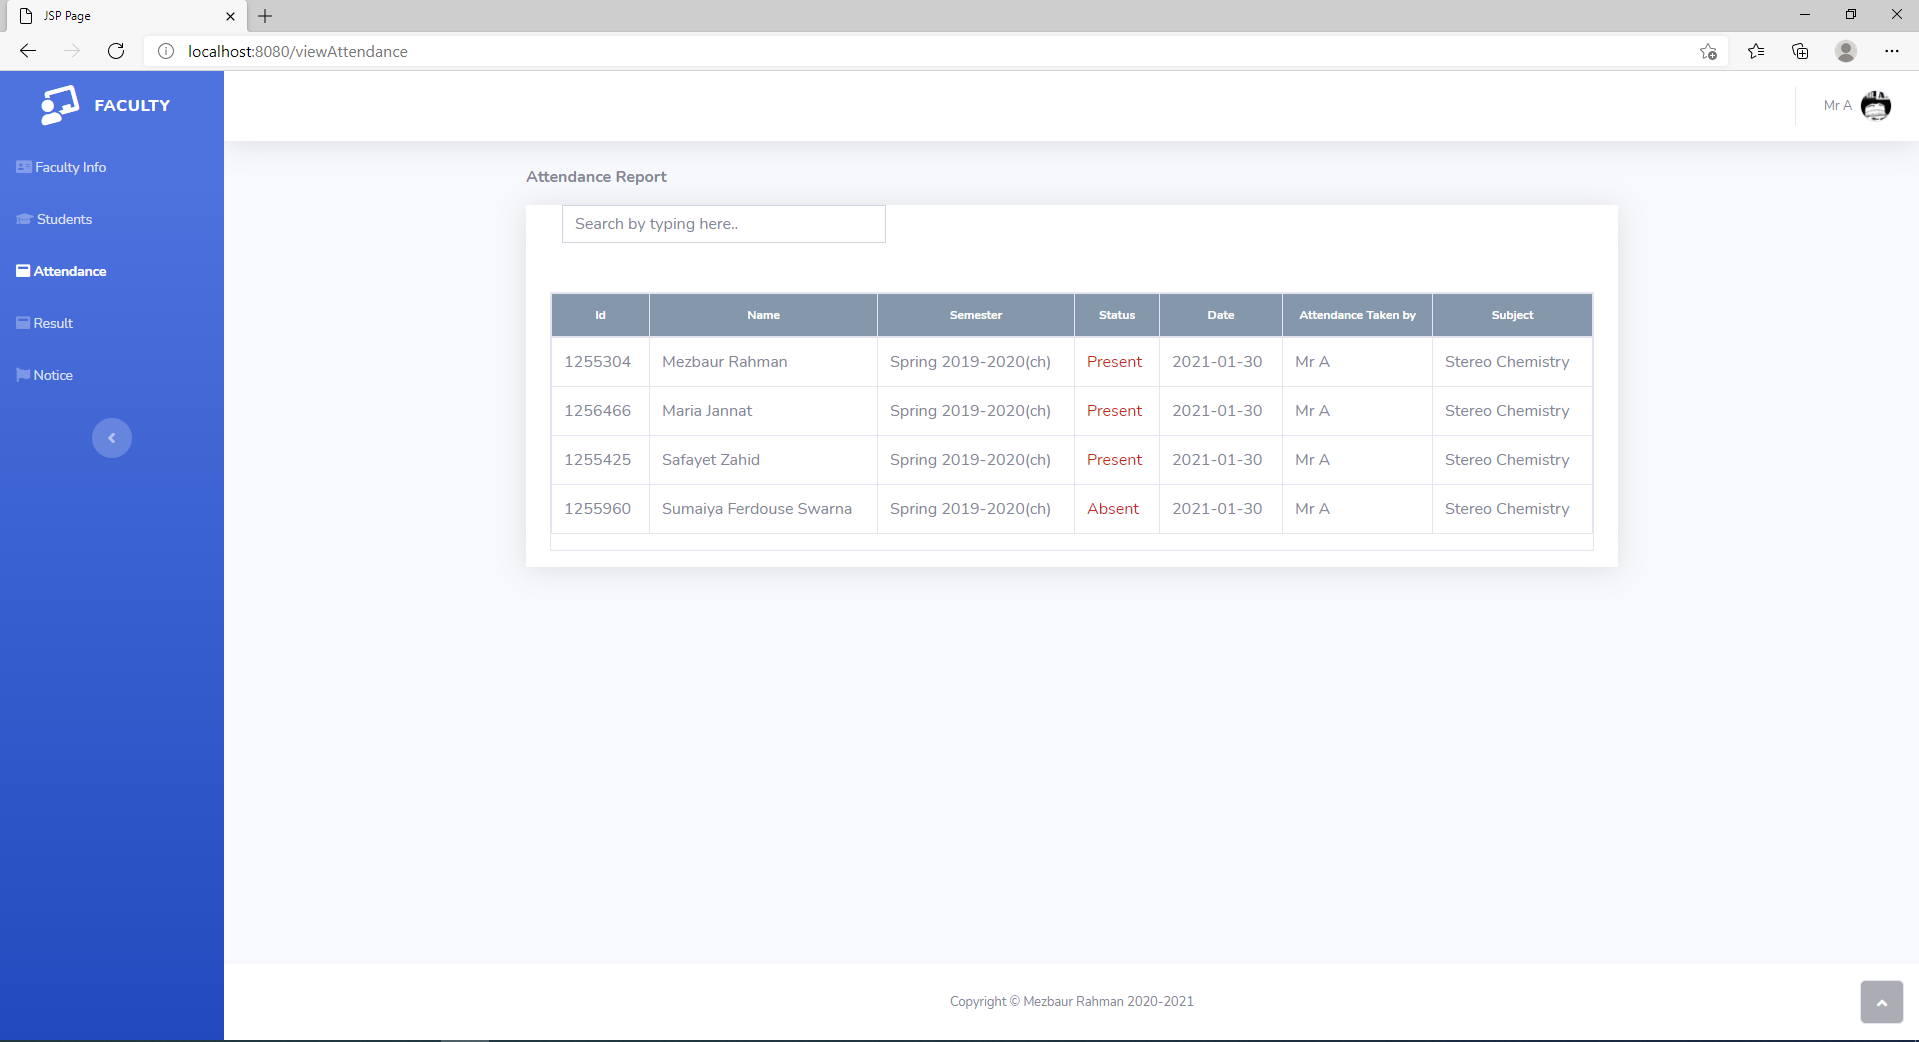 JSP Page
localhost:8080/viewAttendance
FACULTY
Mr A
Faculty Info
Students
Attendance
Result
Notice
Attendance Report
Search by typing here..
Id Name Semester Status Date Attendance Taken by Subject
1255304 Mezbaur Rahman Spring 2019-2020(ch) Present 2021-01-30 Mr A Stereo Chemistry
1256466 Maria Jannat Spring 2019-2020(ch) Present 2021-01-30 Mr A Stereo Chemistry
1255425 Safayet Zahid Spring 2019-2020(ch) Present 2021-01-30 Mr A Stereo Chemistry
1255960 Sumaiya Ferdouse Swarna Spring 2019-2020(ch) Absent 2021-01-30 Mr A Stereo Chemistry
Copyright © Mezbaur Rahman 2020-2021